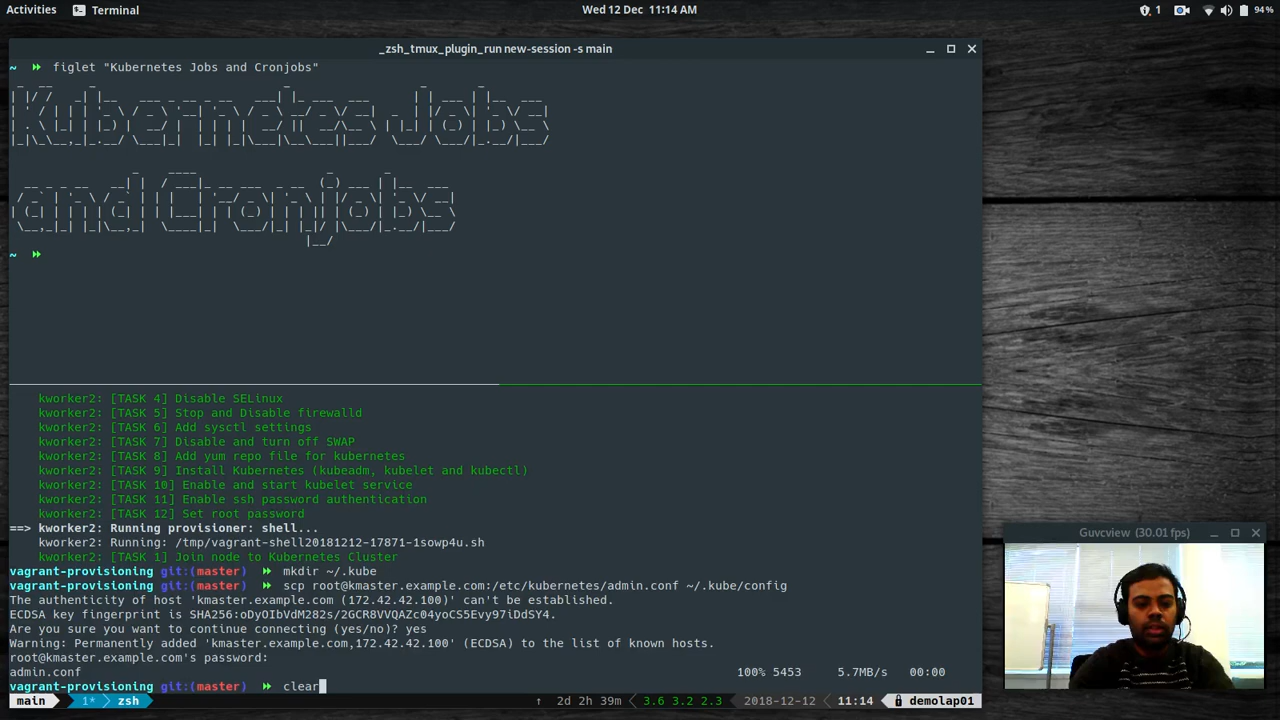 Activities Terminal Wed 12 Dec 11:14 AM 1 94%
_zsh_tmux_plugin_run new-session -s main
~ figlet "Kubernetes Jobs and Cronjobs"
Kubernetes Jobs
and Cronjobs
~
kworker2: [TASK 4] Disable SELinux
kworker2: [TASK 5] Stop and Disable firewalld
kworker2: [TASK 6] Add sysctl settings
kworker2: [TASK 7] Disable and turn off SWAP
kworker2: [TASK 8] Add yum repo file for kubernetes
kworker2: [TASK 9] Install Kubernetes (kubeadm, kubelet and kubectl)
kworker2: [TASK 10] Enable and start kubelet service
kworker2: [TASK 11] Enable ssh password authentication
kworker2: [TASK 12] Set root password
==> kworker2: Running provisioner: shell...
kworker2: Running: /tmp/vagrant-shell20181212-17871-1sowp4u.sh
kworker2: [TASK 1] Join node to Kubernetes Cluster
vagrant-provisioning git:(master) mkdir ~/.kube
vagrant-provisioning git:(master) scp root@kmaster.example.com:/etc/kubernetes/admin.conf ~/.kube/config
The authenticity of host 'kmaster.example.com (172.42.42.100)' can't be established.
ECDSA key fingerprint is SHA256:oDyOIhEdM282s/2GCR8VQAZc04yoCS5Evy97iDdSY4.
Are you sure you want to continue connecting (yes/no)? yes
Warning: Permanently added 'kmaster.example.com,172.42.42.100' (ECDSA) to the list of known hosts.
root@kmaster.example.com's password:
admin.conf 100% 5453 5.7MB/s 00:00
vagrant-provisioning git:(master) clear
main 1* zsh ↑ 2d 2h 39m 3.6 3.2 2.3 2018-12-12 11:14 demolap01
Guvcview (30.01 fps)